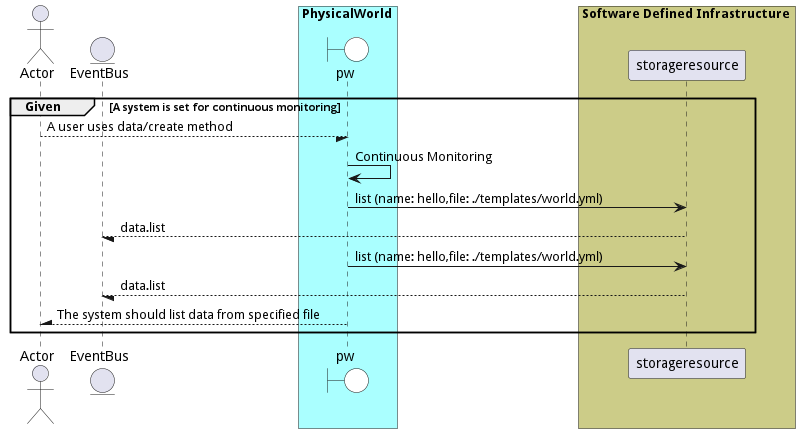 PhysicalWorld
Software Defined Infrastructure
Actor
EventBus
pw
storageresource
Given
[A system is set for continuous monitoring]
A user uses data/create method
Continuous Monitoring
list (name: hello,file: ./templates/world.yml)
data.list
list (name: hello,file: ./templates/world.yml)
data.list
The system should list data from specified file
Actor
EventBus
pw
storageresource